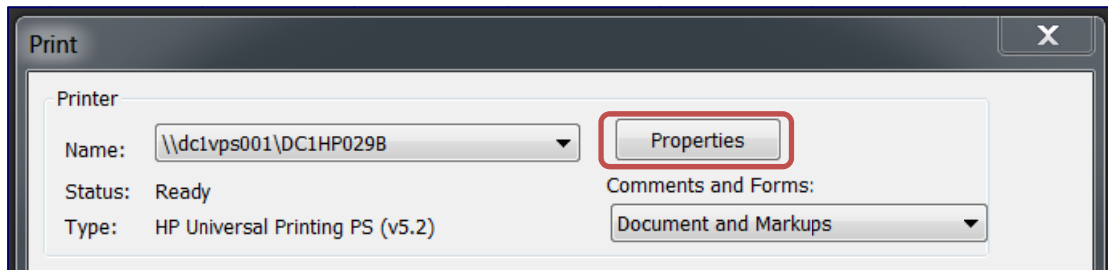 Print
X
Printer
Name: \\dc1vps001\DC1HP029B Properties
Status: Ready Comments and Forms:
Type: HP Universal Printing PS (v5.2) Document and Markups